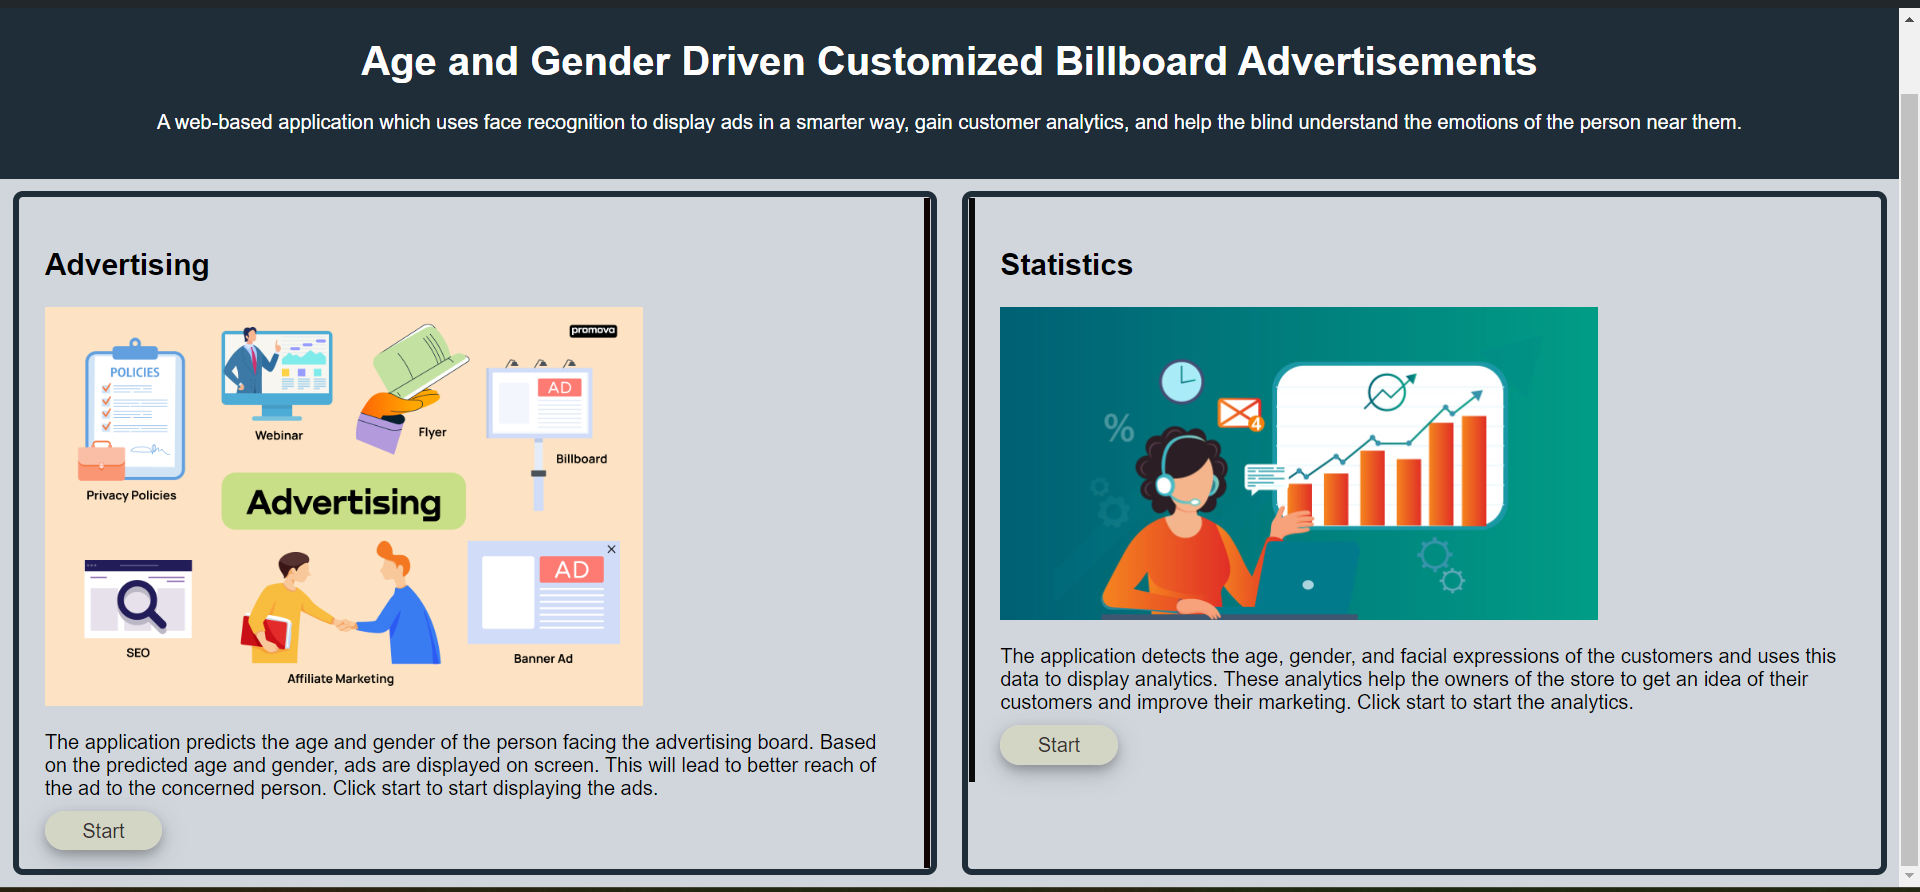 Age and Gender Driven Customized Billboard Advertisements
A web-based application which uses face recognition to display ads in a smarter way, gain customer analytics, and help the blind understand the emotions of the person near them.
Advertising
promova
POLICIES
Privacy Policies
Webinar
Flyer
AD
Billboard
Advertising
SEO
Affiliate Marketing
AD
Banner Ad
The application predicts the age and gender of the person facing the advertising board. Based
on the predicted age and gender, ads are displayed on screen. This will lead to better reach of
the ad to the concerned person. Click start to start displaying the ads.
Start
Statistics
%
4
The application detects the age, gender, and facial expressions of the customers and uses this
data to display analytics. These analytics help the owners of the store to get an idea of their
customers and improve their marketing. Click start to start the analytics.
Start